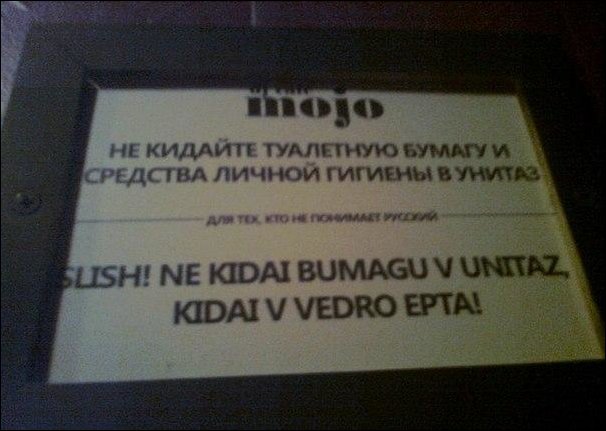 mojo
НЕ КИДАЙТЕ ТУАЛЕТНУЮ БУМАГУ И
СРЕДСТВА ЛИЧНОЙ ГИГИЕНЫ В УНИТАЗ
ДЛЯ ТЕХ, КТО НЕ ПОНИМАЕТ РУССКИЙ
SLISH! NE KIDAI BUMAGU V UNITAZ,
KIDAI V VEDRO EPTA!